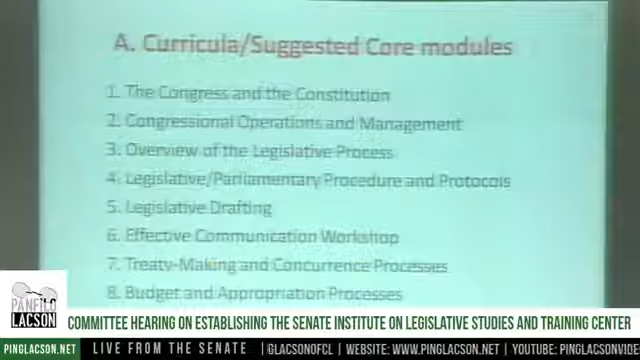 A. Curricula/Suggested Core modules
1. The Congress and the Constitution
2. Congressional Operations and Management
3. Overview of the Legislative Process
4. Legislative/Parliamentary Procedure and Protocols
5. Legislative Drafting
6. Effective Communication Workshop
7. Treaty-Making and Concurrence Processes
8. Budget and Appropriation Processes
PANFILO
LACSON
COMMITTEE HEARING ON ESTABLISHING THE SENATE INSTITUTE ON LEGISLATIVE STUDIES AND TRAINING CENTER
PINGLACSON.NET
LIVE FROM THE SENATE
GLACSONOFCL | WEBSITE: WWW.PINGLACSON.NET | YOUTUBE: PINGLACSONVIDS